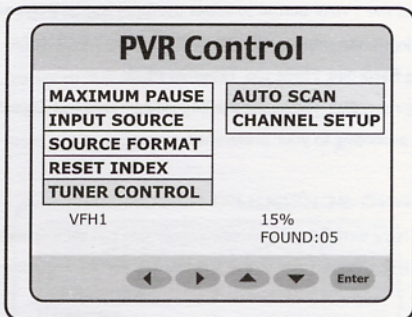 PVR Control
MAXIMUM PAUSE
INPUT SOURCE
SOURCE FORMAT
RESET INDEX
TUNER CONTROL
AUTO SCAN
CHANNEL SETUP
VFH1
15%
FOUND:05
Enter